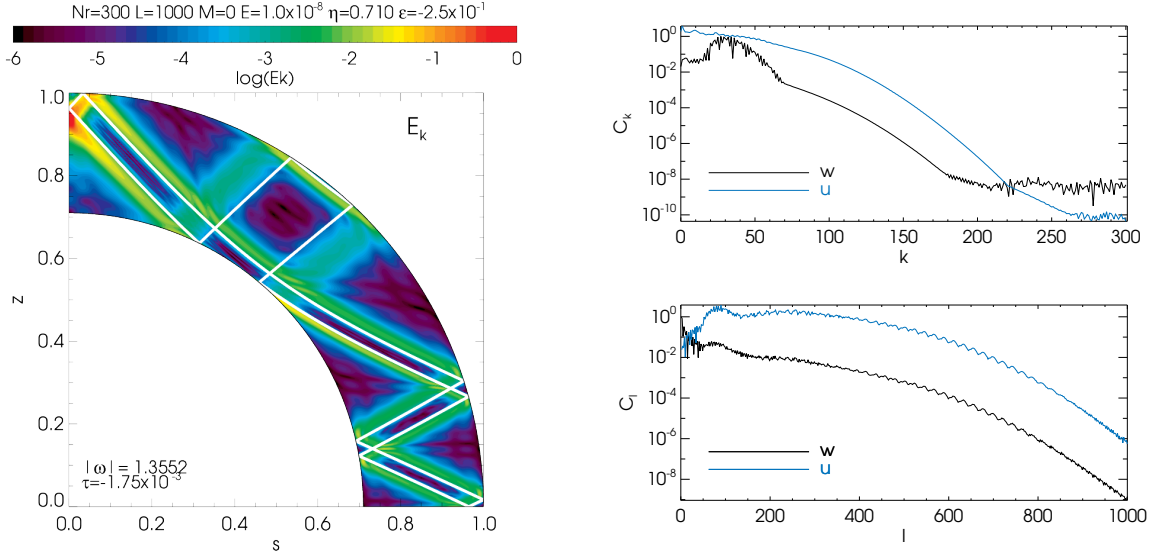 Nr=300 L=1000 M=0 E=1.0x10⁻⁸ η=0.710 ε=-2.5x10⁻¹
-6 -5 -4 -3 -2 -1 0
log(Ek)
1.0
0.8
0.6
0.4
0.2
0.0
z
Eₖ
|ω| = 1.3552
τ=-1.75x10⁻³
0.0 0.2 0.4 0.6 0.8 1.0
s
10⁰
10⁻²
10⁻⁴
10⁻⁶
10⁻⁸
10⁻¹⁰
Cₖ
w
u
0 50 100 150 200 250 300
k
10⁰
10⁻²
10⁻⁴
10⁻⁶
10⁻⁸
Cₗ
w
u
0 200 400 600 800 1000
l